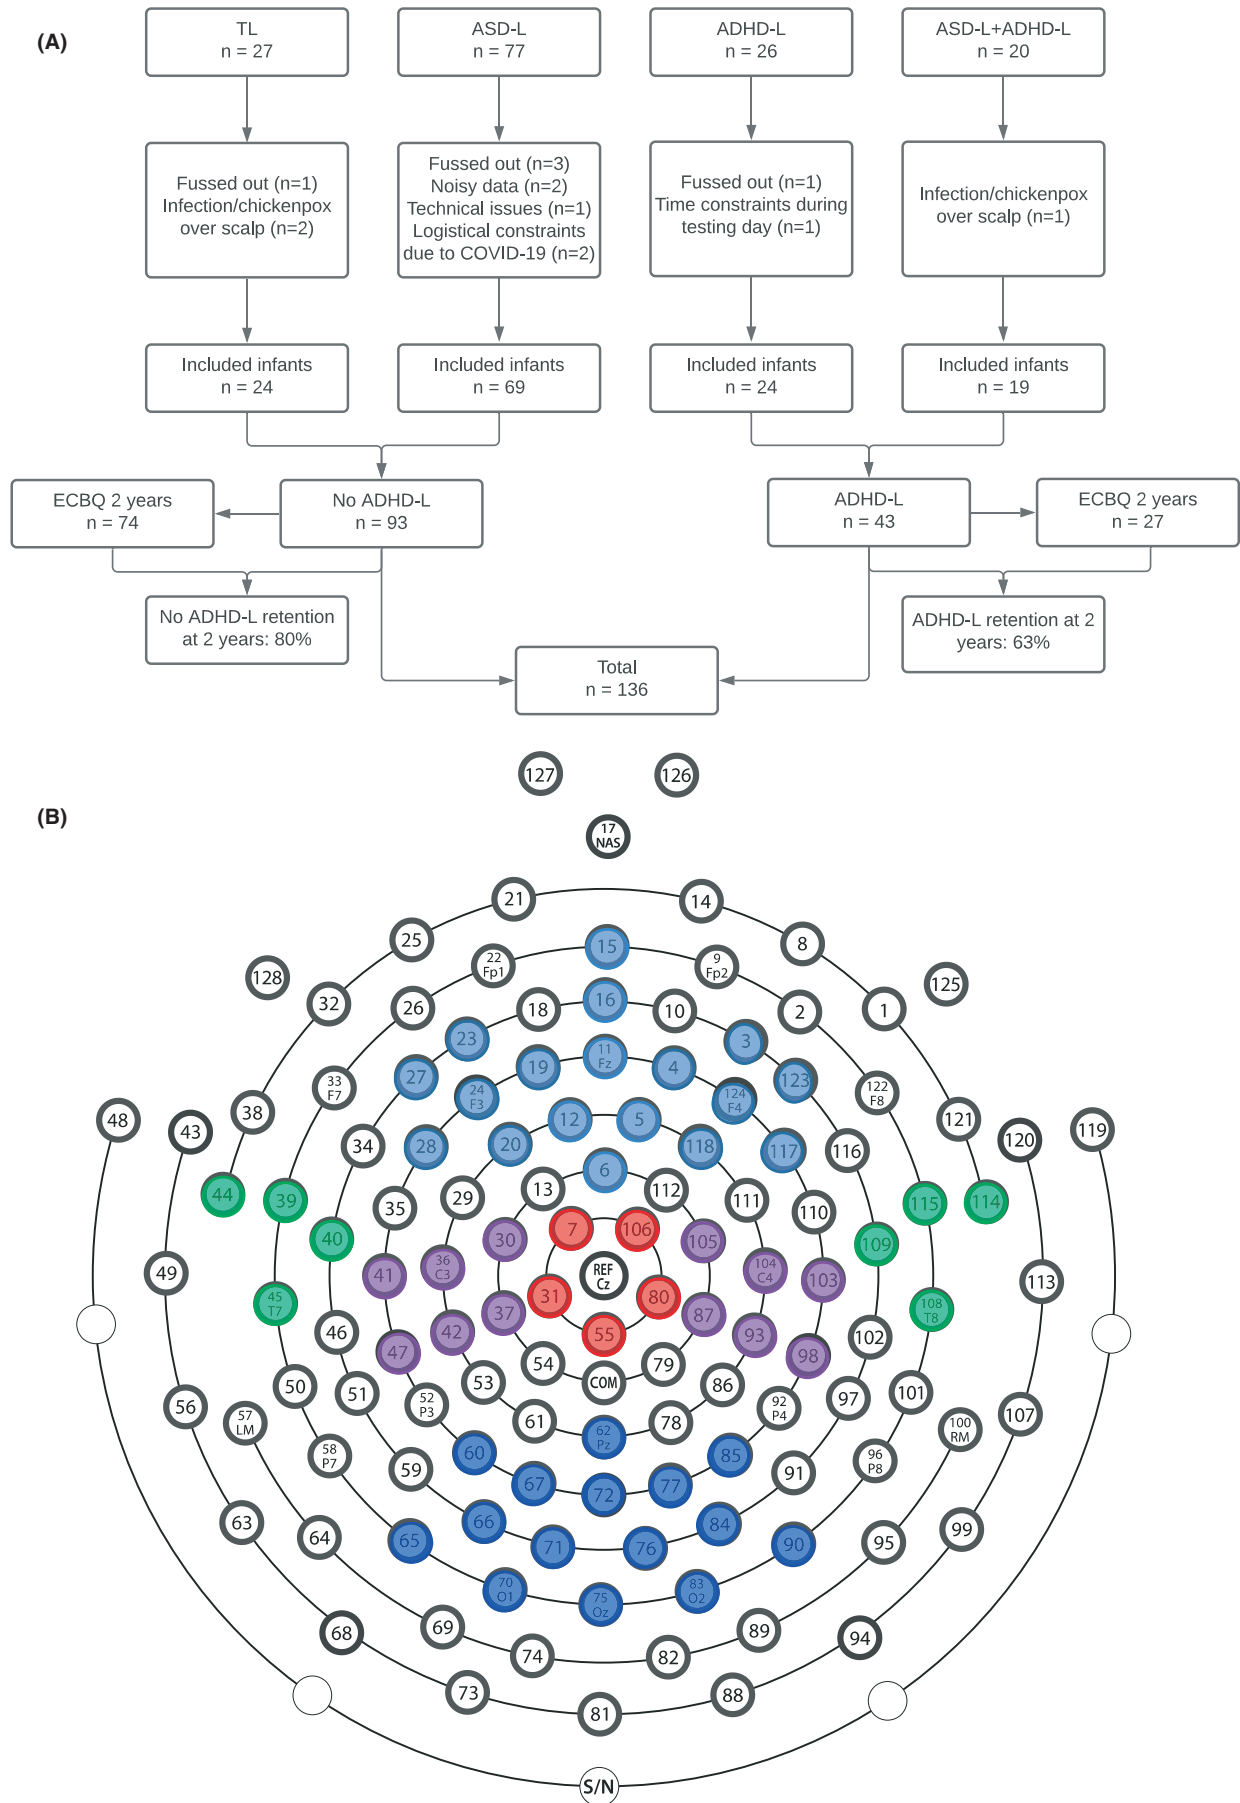 (A)
TL
n = 27
ASD-L
n = 77
ADHD-L
n = 26
ASD-L+ADHD-L
n = 20
Fussed out (n=1)
Infection/chickenpox
over scalp (n=2)
Fussed out (n=3)
Noisy data (n=2)
Technical issues (n=1)
Logistical constraints
due to COVID-19 (n=2)
Fussed out (n=1)
Time constraints during
testing day (n=1)
Infection/chickenpox
over scalp (n=1)
Included infants
n = 24
Included infants
n = 69
Included infants
n = 24
Included infants
n = 19
ECBQ 2 years
n = 74
No ADHD-L
n = 93
ADHD-L
n = 43
ECBQ 2 years
n = 27
No ADHD-L retention
at 2 years: 80%
ADHD-L retention at 2
years: 63%
Total
n = 136
(B)
127
126
17
NAS
21
14
25
8
15
22
Fp1
9
Fp2
128
125
32
26
18
16
10
2
1
23
3
27
19
11
Fz
4
123
33
F7
24
F3
124
F4
122
F8
48
38
12
5
121
119
43
34
28
20
118
117
116
120
6
44
39
35
29
13
112
111
110
115
114
40
30
7
106
105
109
49
41
36
C3
REF
Cz
104
C4
103
113
45
T7
37
31
80
87
108
T8
46
42
55
93
102
47
54
79
98
50
51
53
COM
86
97
101
56
57
LM
52
P3
61
78
92
P4
107
100
RM
58
P7
60
62
Pz
85
96
P8
59
67
72
77
91
63
64
66
84
99
65
71
76
90
95
70
O1
75
Oz
83
O2
68
69
74
82
89
94
73
81
88
S/N